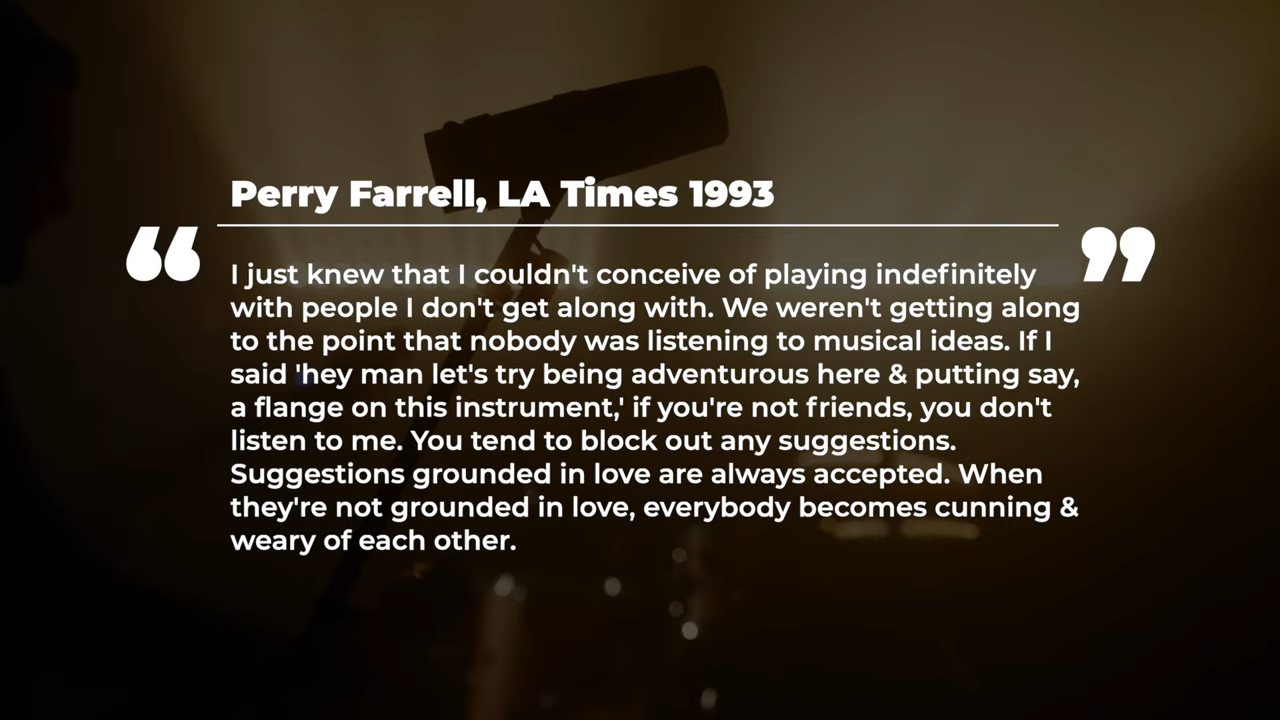 Perry Farrell, LA Times 1993
“
”
I just knew that I couldn't conceive of playing indefinitely
with people I don't get along with. We weren't getting along
to the point that nobody was listening to musical ideas. If I
said 'hey man let's try being adventurous here & putting say,
a flange on this instrument,' if you're not friends, you don't
listen to me. You tend to block out any suggestions.
Suggestions grounded in love are always accepted. When
they're not grounded in love, everybody becomes cunning &
weary of each other.